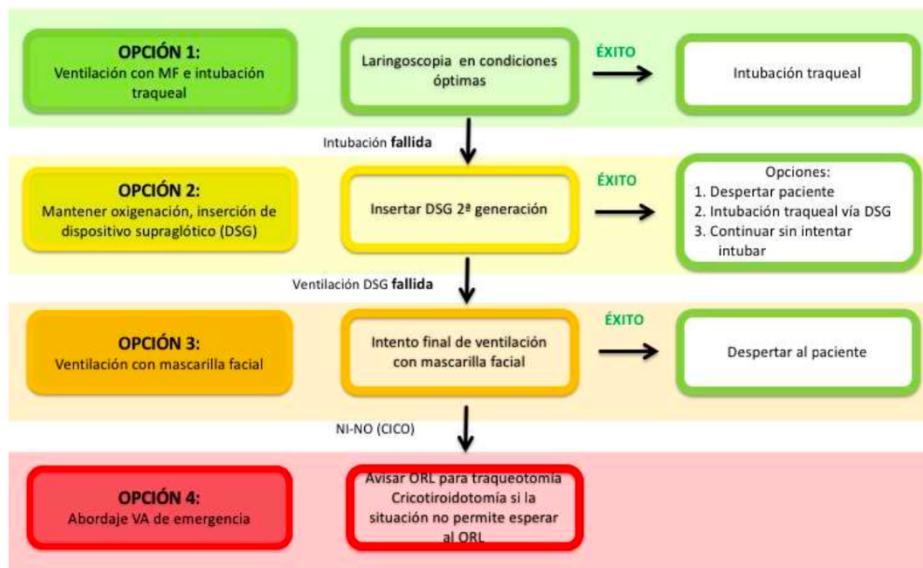 OPCIÓN 1:
Ventilación con MF e intubación
traqueal
Laringoscopia en condiciones
óptimas
ÉXITO
Intubación traqueal
Intubación fallida
OPCIÓN 2:
Mantener oxigenación, inserción de
dispositivo supraglótico (DSG)
Insertar DSG 2ª generación
ÉXITO
Opciones:
1. Despertar paciente
2. Intubación traqueal vía DSG
3. Continuar sin intentar
intubar
Ventilación DSG fallida
OPCIÓN 3:
Ventilación con mascarilla facial
Intento final de ventilación
con mascarilla facial
ÉXITO
Despertar al paciente
NI-NO (CICO)
OPCIÓN 4:
Abordaje VA de emergencia
Avisar ORL para traqueotomía
Cricotiroidotomía si la
situación no permite esperar
al ORL